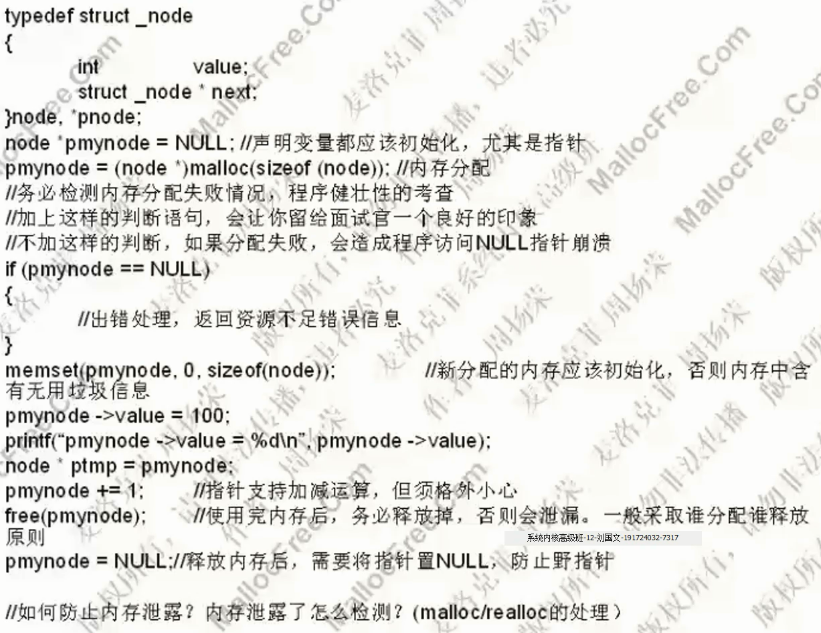 typedef struct _node
{
int value;
struct _node * next;
}node, *pnode;
node *pmynode = NULL; //声明变量都应该初始化，尤其是指针
pmynode = (node *)malloc(sizeof (node)); //内存分配
//务必检测内存分配失败情况，程序健壮性的考查
//加上这样的判断语句，会让你留给面试官一个良好的印象
//不加这样的判断，如果分配失败，会造成程序访问NULL指针崩溃
if (pmynode == NULL)
{
//出错处理，返回资源不足错误信息
}
memset(pmynode, 0, sizeof(node)); //新分配的内存应该初始化，否则内存中含
有无用垃圾信息
pmynode ->value = 100;
printf(“pmynode ->value = %d\n”, pmynode ->value);
node * ptmp = pmynode;
pmynode += 1; //指针支持加减运算，但须格外小心
free(pmynode); //使用完内存后，务必释放掉，否则会泄漏。一般采取谁分配谁释放
原则
系统内核高级班-12-刘国文-191724032-7317
pmynode = NULL;//释放内存后，需要将指针置NULL，防止野指针
//如何防止内存泄露？内存泄露了怎么检测？(malloc/realloc的处理）